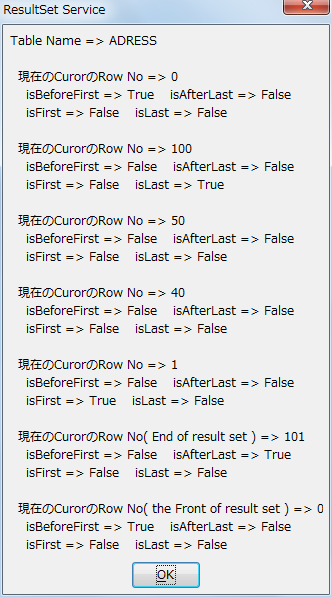 ResultSet Service
Table Name => ADRESS
現在のCurorのRow No => 0
isBeforeFirst => True isAfterLast => False
isFirst => False isLast => False
現在のCurorのRow No => 100
isBeforeFirst => False isAfterLast => False
isFirst => False isLast => True
現在のCurorのRow No => 50
isBeforeFirst => False isAfterLast => False
isFirst => False isLast => False
現在のCurorのRow No => 40
isBeforeFirst => False isAfterLast => False
isFirst => False isLast => False
現在のCurorのRow No => 1
isBeforeFirst => False isAfterLast => False
isFirst => True isLast => False
現在のCurorのRow No( End of result set ) => 101
isBeforeFirst => False isAfterLast => True
isFirst => False isLast => False
現在のCurorのRow No( the Front of result set ) => 0
isBeforeFirst => True isAfterLast => False
isFirst => False isLast => False
OK